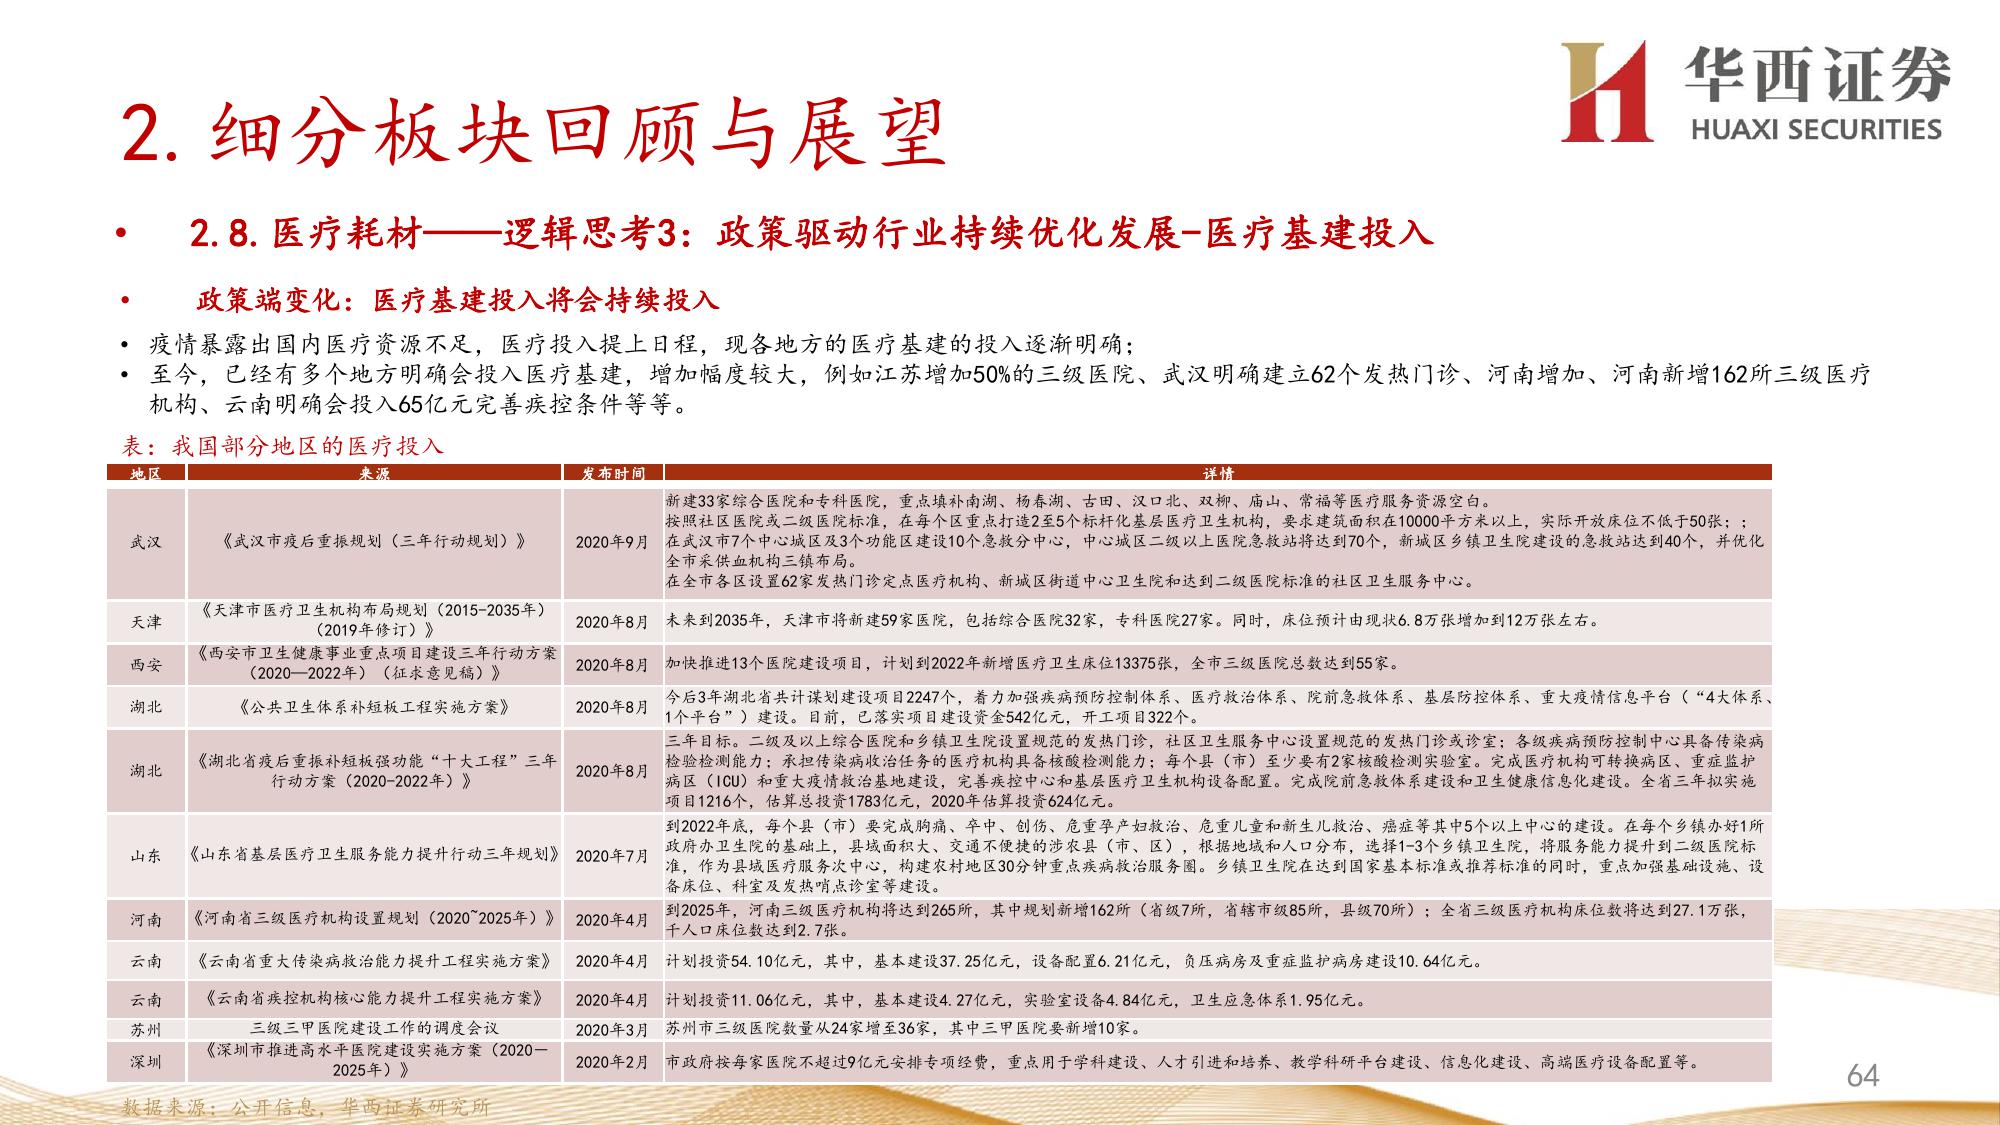 华西证券
HUAXI SECURITIES
2. 细分板块回顾与展望
• 2.8. 医疗耗材——逻辑思考3：政策驱动行业持续优化发展-医疗基建投入
• 政策端变化：医疗基建投入将会持续投入
• 疫情暴露出国内医疗资源不足，医疗投入提上日程，现各地方的医疗基建的投入逐渐明确；
• 至今，已经有多个地方明确会投入医疗基建，增加幅度较大，例如江苏增加50%的三级医院、武汉明确建立62个发热门诊、河南增加、河南新增162所三级医疗
机构、云南明确会投入65亿元完善疾控条件等等。
表：我国部分地区的医疗投入
地区 来源 发布时间 详情
武汉 《武汉市疫后重振规划（三年行动规划）》 2020年9月
新建33家综合医院和专科医院，重点填补南湖、杨春湖、古田、汉口北、双柳、庙山、常福等医疗服务资源空白。
按照社区医院或二级医院标准，在每个区重点打造2至5个标杆化基层医疗卫生机构，要求建筑面积在10000平方米以上，实际开放床位不低于50张；；
在武汉市7个中心城区及3个功能区建设10个急救分中心，中心城区二级以上医院急救站将达到70个，新城区乡镇卫生院建设的急救站达到40个，并优化
全市采供血机构三镇布局。
在全市各区设置62家发热门诊定点医疗机构、新城区街道中心卫生院和达到二级医院标准的社区卫生服务中心。
天津 《天津市医疗卫生机构布局规划（2015-2035年）
（2019年修订）》 2020年8月 未来到2035年，天津市将新建59家医院，包括综合医院32家，专科医院27家。同时，床位预计由现状6.8万张增加到12万张左右。
西安 《西安市卫生健康事业重点项目建设三年行动方案
（2020—2022年）（征求意见稿）》 2020年8月 加快推进13个医院建设项目，计划到2022年新增医疗卫生床位13375张，全市三级医院总数达到55家。
湖北 《公共卫生体系补短板工程实施方案》 2020年8月
今后3年湖北省共计谋划建设项目2247个，着力加强疾病预防控制体系、医疗救治体系、院前急救体系、基层防控体系、重大疫情信息平台（“4大体系、
1个平台”）建设。目前，已落实项目建设资金542亿元，开工项目322个。
湖北 《湖北省疫后重振补短板强功能“十大工程”三年
行动方案（2020-2022年）》 2020年8月
三年目标。二级及以上综合医院和乡镇卫生院设置规范的发热门诊，社区卫生服务中心设置规范的发热门诊或诊室；各级疾病预防控制中心具备传染病
检验检测能力；承担传染病收治任务的医疗机构具备核酸检测能力；每个县（市）至少要有2家核酸检测实验室。完成医疗机构可转换病区、重症监护
病区（ICU）和重大疫情救治基地建设，完善疾控中心和基层医疗卫生机构设备配置。完成院前急救体系建设和卫生健康信息化建设。全省三年拟实施
项目1216个，估算总投资1783亿元，2020年估算投资624亿元。
山东 《山东省基层医疗卫生服务能力提升行动三年规划》 2020年7月
到2022年底，每个县（市）要完成胸痛、卒中、创伤、危重孕产妇救治、危重儿童和新生儿救治、癌症等其中5个以上中心的建设。在每个乡镇办好1所
政府办卫生院的基础上，县域面积大、交通不便捷的涉农县（市、区），根据地域和人口分布，选择1-3个乡镇卫生院，将服务能力提升到二级医院标
准，作为县域医疗服务次中心，构建农村地区30分钟重点疾病救治服务圈。乡镇卫生院在达到国家基本标准或推荐标准的同时，重点加强基础设施、设
备床位、科室及发热哨点诊室等建设。
河南 《河南省三级医疗机构设置规划（2020~2025年）》 2020年4月
到2025年，河南三级医疗机构将达到265所，其中规划新增162所（省级7所，省辖市级85所，县级70所）；全省三级医疗机构床位数将达到27.1万张，
千人口床位数达到2.7张。
云南 《云南省重大传染病救治能力提升工程实施方案》 2020年4月 计划投资54.10亿元，其中，基本建设37.25亿元，设备配置6.21亿元，负压病房及重症监护病房建设10.64亿元。
云南 《云南省疾控机构核心能力提升工程实施方案》 2020年4月 计划投资11.06亿元，其中，基本建设4.27亿元，实验室设备4.84亿元，卫生应急体系1.95亿元。
苏州 三级三甲医院建设工作的调度会议 2020年3月 苏州市三级医院数量从24家增至36家，其中三甲医院要新增10家。
深圳 《深圳市推进高水平医院建设实施方案（2020—
2025年）》 2020年2月 市政府按每家医院不超过9亿元安排专项经费，重点用于学科建设、人才引进和培养、教学科研平台建设、信息化建设、高端医疗设备配置等。
数据来源：公开信息，华西证券研究所
64